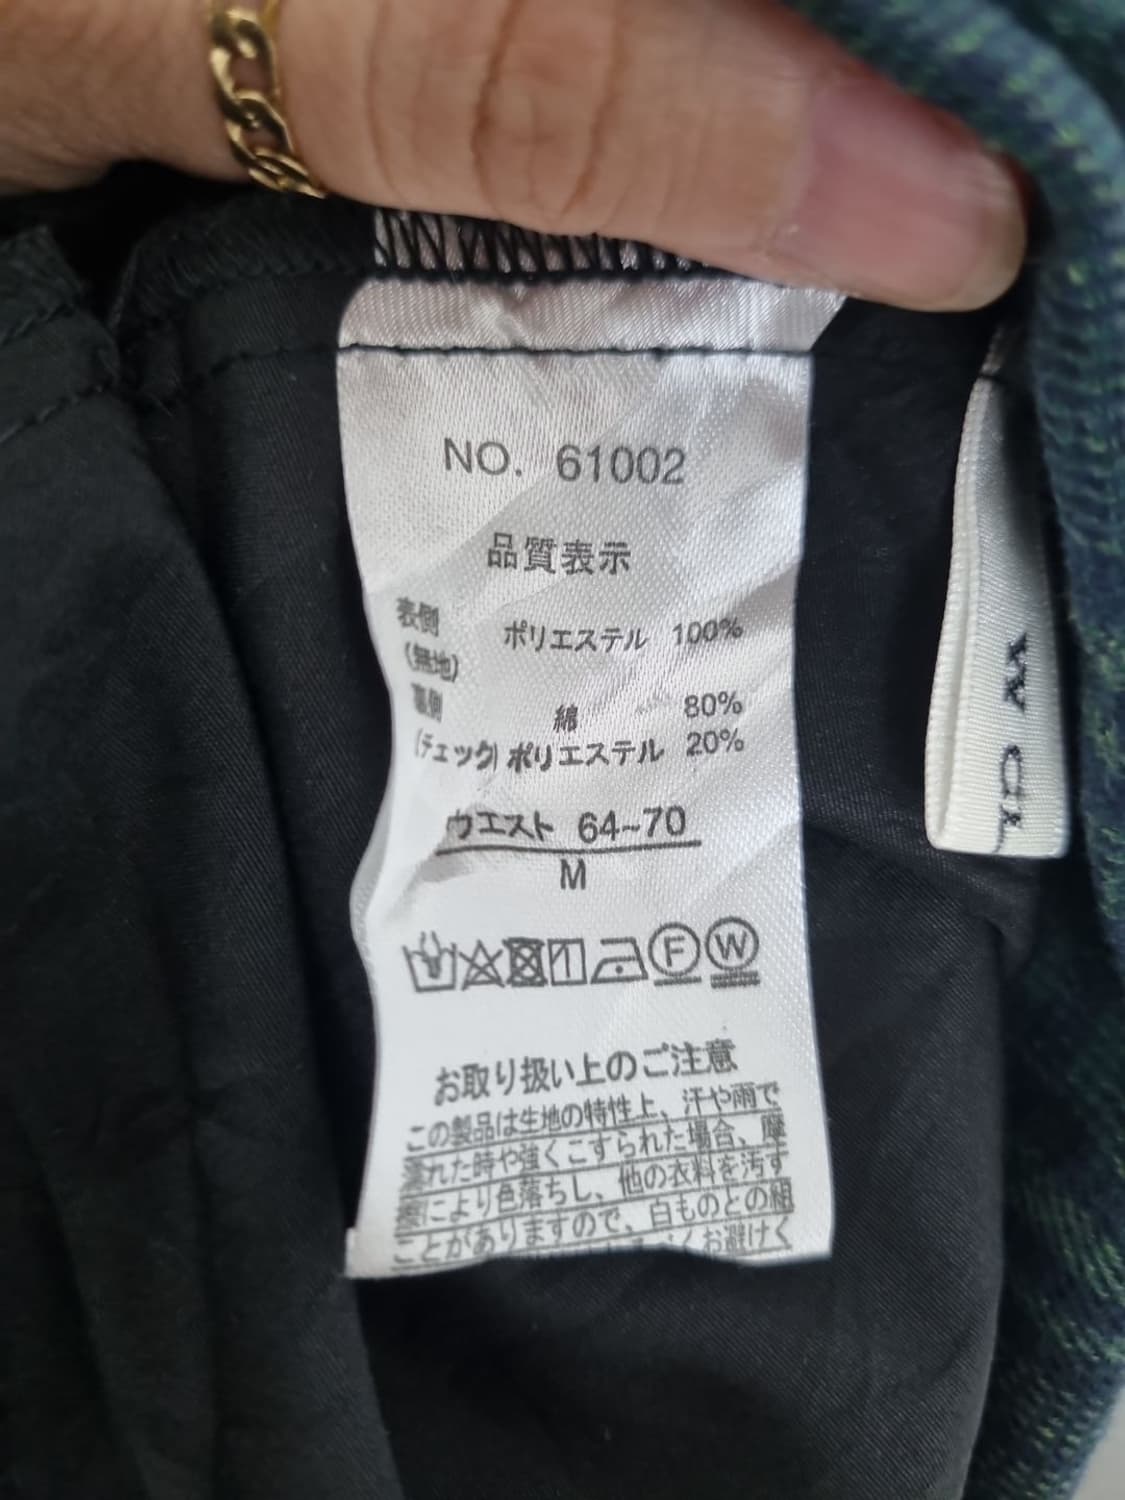 NO. 61002
品質表示
表側 ポリエステル 100%
(無地)
裏側 綿 80%
(チェック) ポリエステル 20%
ウエスト 64~70
M
F W
お取り扱い上のご注意
この製品は生地の特性上、汗や雨で
濡れた時や強くこすられた場合、摩
擦により色落ちし、他の衣料を汚す
ことがありますので、白ものとの組
お避けく
W CL